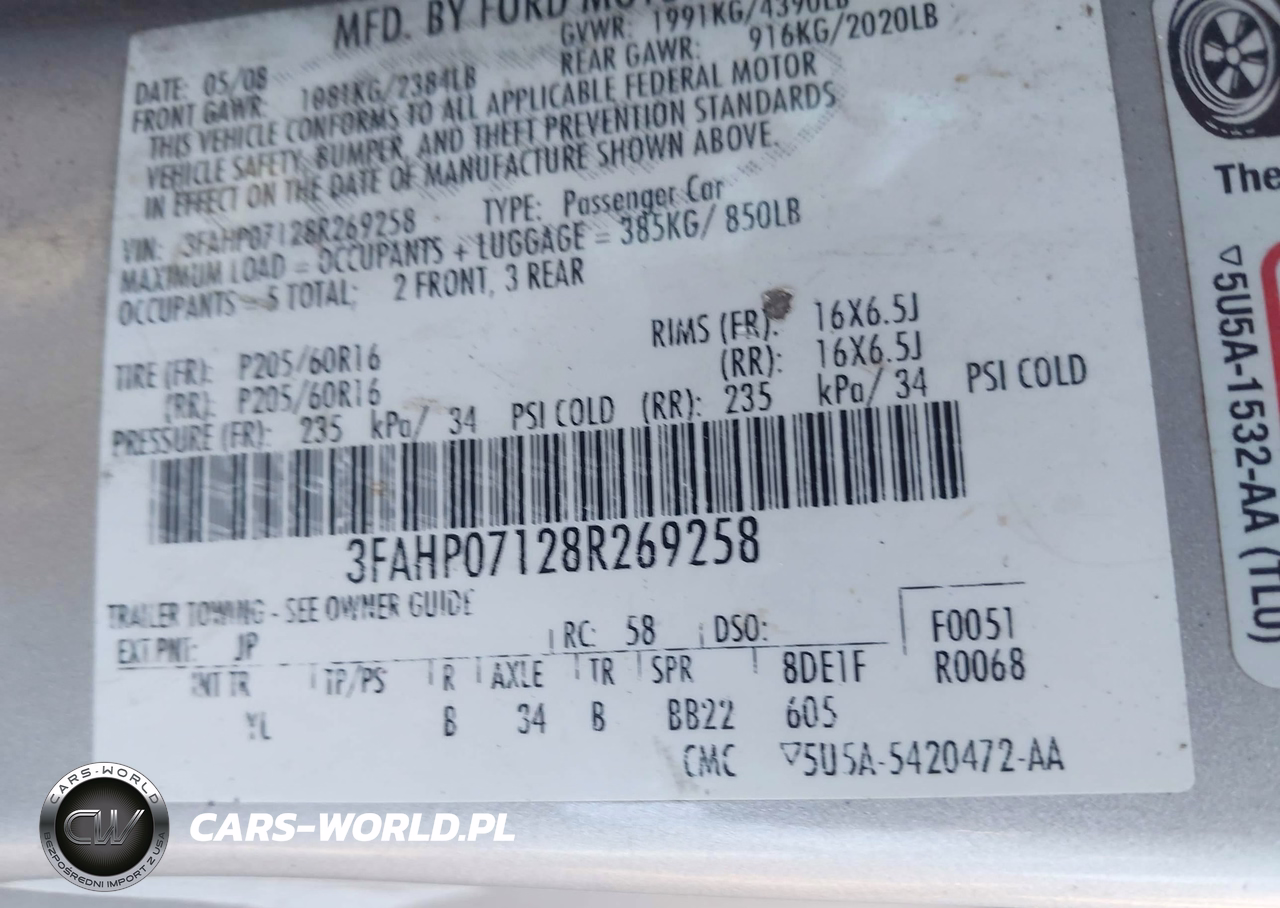 MFD. BY FORD MOTO
GVWR: 1991KG/4390LB
DATE: 05/08
REAR GAWR: 916KG/2020LB
FRONT GAWR: 1081KG/2384LB
THIS VEHICLE CONFORMS TO ALL APPLICABLE FEDERAL MOTOR
VEHICLE SAFETY, BUMPER, AND THEFT PREVENTION STANDARDS
IN EFFECT ON THE DATE OF MANUFACTURE SHOWN ABOVE.
VIN: 3FAHP07128R269258 TYPE: Passenger Car
MAXIMUM LOAD = OCCUPANTS + LUGGAGE = 385KG/ 850LB
OCCUPANTS = 5 TOTAL; 2 FRONT, 3 REAR
TIRE (FR): P205/60R16 RIMS (FR): 16X6.5J
(RR): P205/60R16 (RR): 16X6.5J
PRESSURE (FR): 235 kPa/ 34 PSI COLD (RR): 235 kPa/ 34 PSI COLD
3FAHP07128R269258
TRAILER TOWING - SEE OWNER GUIDE
EXT PNT: JP RC: 58 DSO: F0051
INT TR TP/PS R AXLE TR SPR 8DE1F R0068
YL B 34 B BB22 605
CMC ▽5U5A-5420472-AA
The
▽5U5A-1532-AA (TLU)
CARS-WORLD
CW
BEZPOŚREDNI IMPORT Z USA
CARS-WORLD.PL